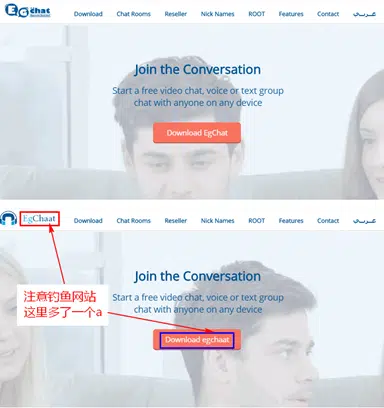 EG chat
Download Chat Rooms Reseller Nick Names ROOT Features Contact عربي
Join the Conversation
Start a free video chat, voice or text group
chat with anyone on any device
Download EgChat
EgChaat
Download Chat Rooms Reseller Nick Names ROOT Features Contact عربي
Join the Conversation
Start a free video chat, voice or text group
chat with anyone on any device
Download egchaat
注意钓鱼网站
这里多了一个a